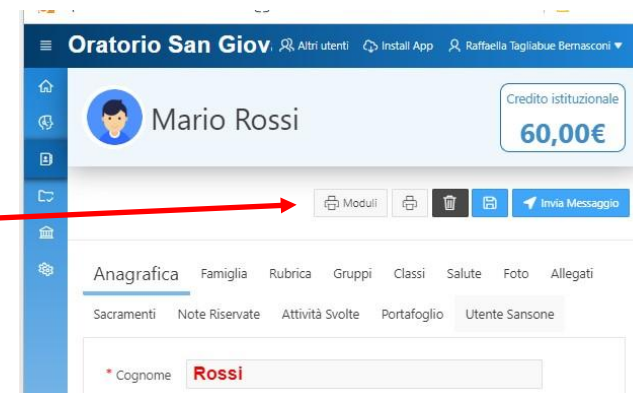 Oratorio San Giov Altri utenti Install App Raffaella Tagliabue Bernasconi
Mario Rossi
Credito istituzionale
60,00€
Moduli Invia Messaggio
Anagrafica Famiglia Rubrica Gruppi Classi Salute Foto Allegati
Sacramenti Note Riservate Attività Svolte Portafoglio Utente Sansone
* Cognome Rossi